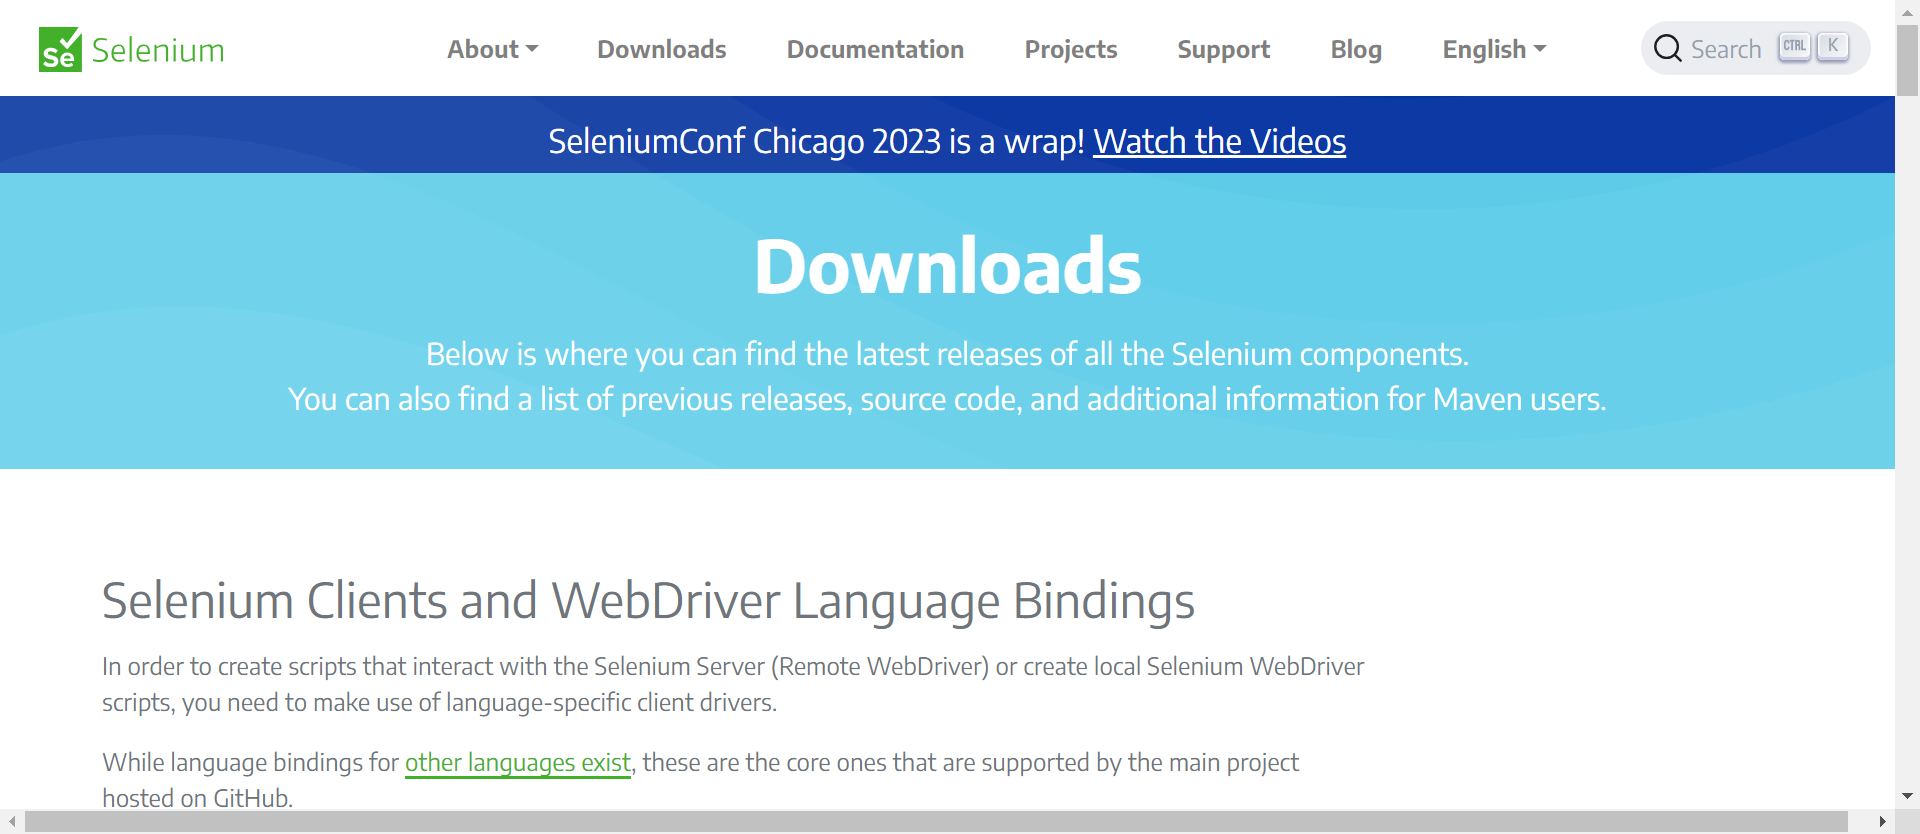 Se Selenium
About Downloads Documentation Projects Support Blog English Search CTRL K
SeleniumConf Chicago 2023 is a wrap! Watch the Videos
Downloads
Below is where you can find the latest releases of all the Selenium components.
You can also find a list of previous releases, source code, and additional information for Maven users.
Selenium Clients and WebDriver Language Bindings
In order to create scripts that interact with the Selenium Server (Remote WebDriver) or create local Selenium WebDriver
scripts, you need to make use of language-specific client drivers.
While language bindings for other languages exist, these are the core ones that are supported by the main project
hosted on GitHub.